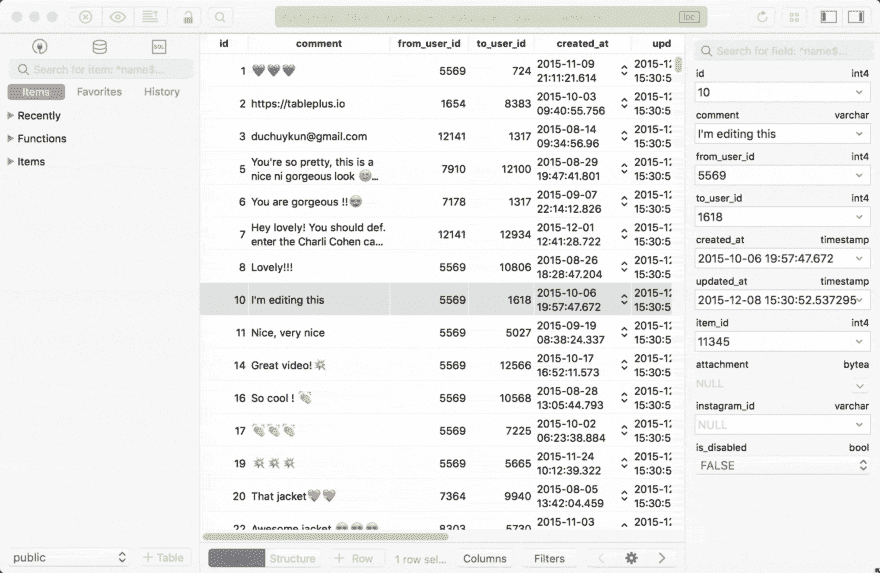 SQL
loc
Search for item: ^name$...
Items Favorites History
Recently
Functions
Items
public
+ Table
id comment from_user_id to_user_id created_at upd
1 🖤🖤🖤 5569 724 2015-11-09 21:11:21.614 2015-12 15:30:5
2 https://tableplus.io 1654 8383 2015-10-03 09:40:55.756 2015-12 15:30:5
3 duchuykun@gmail.com 12141 1317 2015-08-14 09:34:56.96 2015-12 15:30:5
5 You're so pretty, this is a nice ni gorgeous look 😁... 7910 12100 2015-08-29 19:47:41.801 2015-12 15:30:5
6 You are gorgeous !!😎 7178 1317 2015-09-07 22:14:12.826 2015-12 15:30:5
7 Hey lovely! You should def. enter the Charli Cohen ca... 12141 12934 2015-12-01 12:41:28.722 2015-12 15:30:5
8 Lovely!!! 5569 10806 2015-08-26 18:28:47.204 2015-12 15:30:5
10 I'm editing this 5569 1618 2015-10-06 19:57:47.672 2015-12 15:30:5
11 Nice, very nice 5569 5027 2015-09-19 08:38:24.337 2015-12 15:30:5
14 Great video!💥 5569 12566 2015-10-17 16:52:11.573 2015-12 15:30:5
16 So cool ! 👏 5569 10568 2015-08-28 13:05:44.793 2015-12 15:30:5
17 👏👏👏 5569 7225 2015-10-02 06:23:38.884 2015-12 15:30:5
19 💥💥💥 5569 5665 2015-11-24 10:12:39.322 2015-12 15:30:5
20 That jacket🖤🖤 7364 9940 2015-08-05 13:42:04.459 2015-12 15:30:5
22 Awesome jacket 😎😎😎 8303 5730 2015-11-03 2015-12
Structure + Row 1 row sel... Columns Filters
Search for field: ^name$...
id int4
10
comment varchar
I'm editing this
from_user_id int4
5569
to_user_id int4
1618
created_at timestamp
2015-10-06 19:57:47.672
updated_at timestamp
2015-12-08 15:30:52.537295
item_id int4
11345
attachment bytea
NULL
instagram_id varchar
NULL
is_disabled bool
FALSE